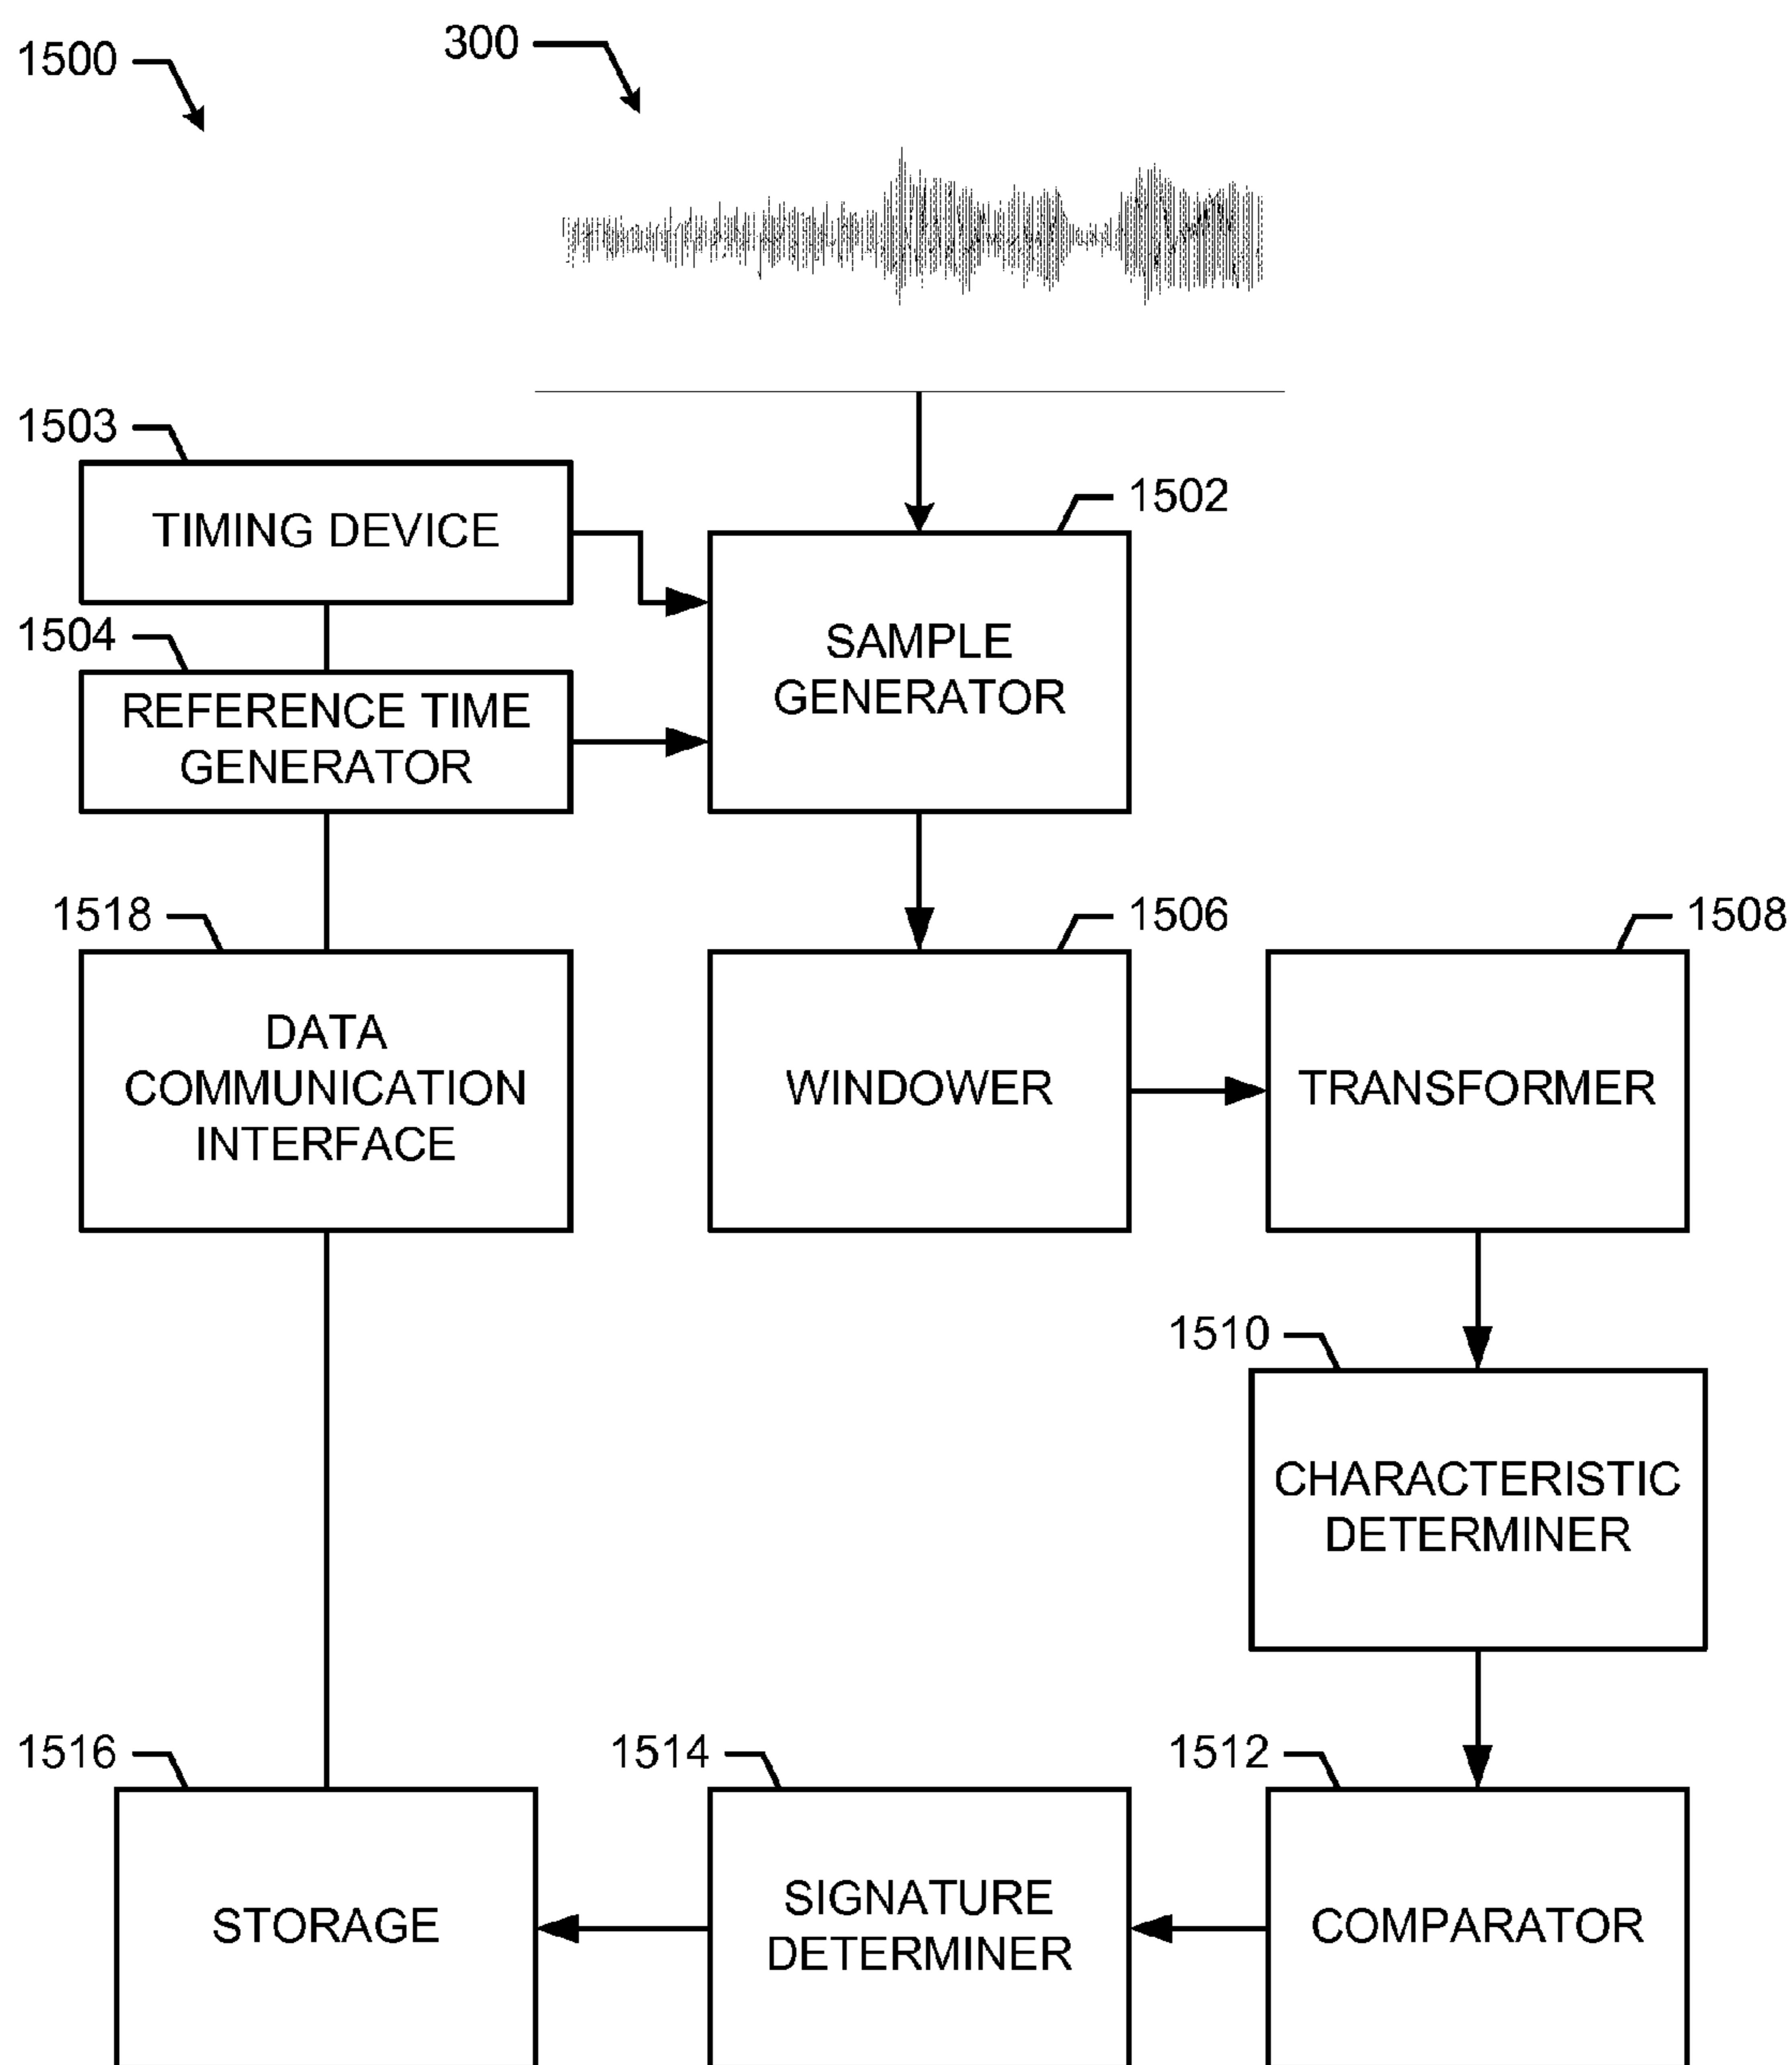 1500
300
1503
TIMING DEVICE
1502
SAMPLE
GENERATOR
1504
REFERENCE TIME
GENERATOR
1518
DATA
COMMUNICATION
INTERFACE
1506
WINDOWER
1508
TRANSFORMER
1510
CHARACTERISTIC
DETERMINER
1516
STORAGE
1514
SIGNATURE
DETERMINER
1512
COMPARATOR